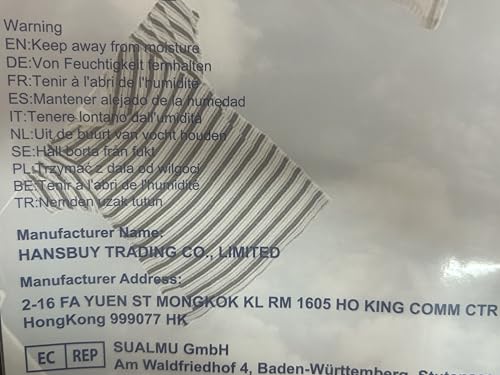 Warning
EN:Keep away from moisture
DE:Von Feuchtigkeit fernhalten
FR:Tenir à l'abri de l'humidité
ES:Mantener alejado de la humedad
IT:Tenere lontano dall'umidità
NL:Uit de buurt van vocht houden
SE:Håll borta från fukt
PL:Trzymać z dala od wilgoci
BE:Tenir à l'abri de l'humidité
TR:Nemden uzak tutun
Manufacturer Name:
HANSBUY TRADING CO., LIMITED
Manufacturer Address:
2-16 FA YUEN ST MONGKOK KL RM 1605 HO KING COMM CTR
HongKong 999077 HK
EC REP SUALMU GmbH
Am Waldfriedhof 4, Baden-Württemberg,